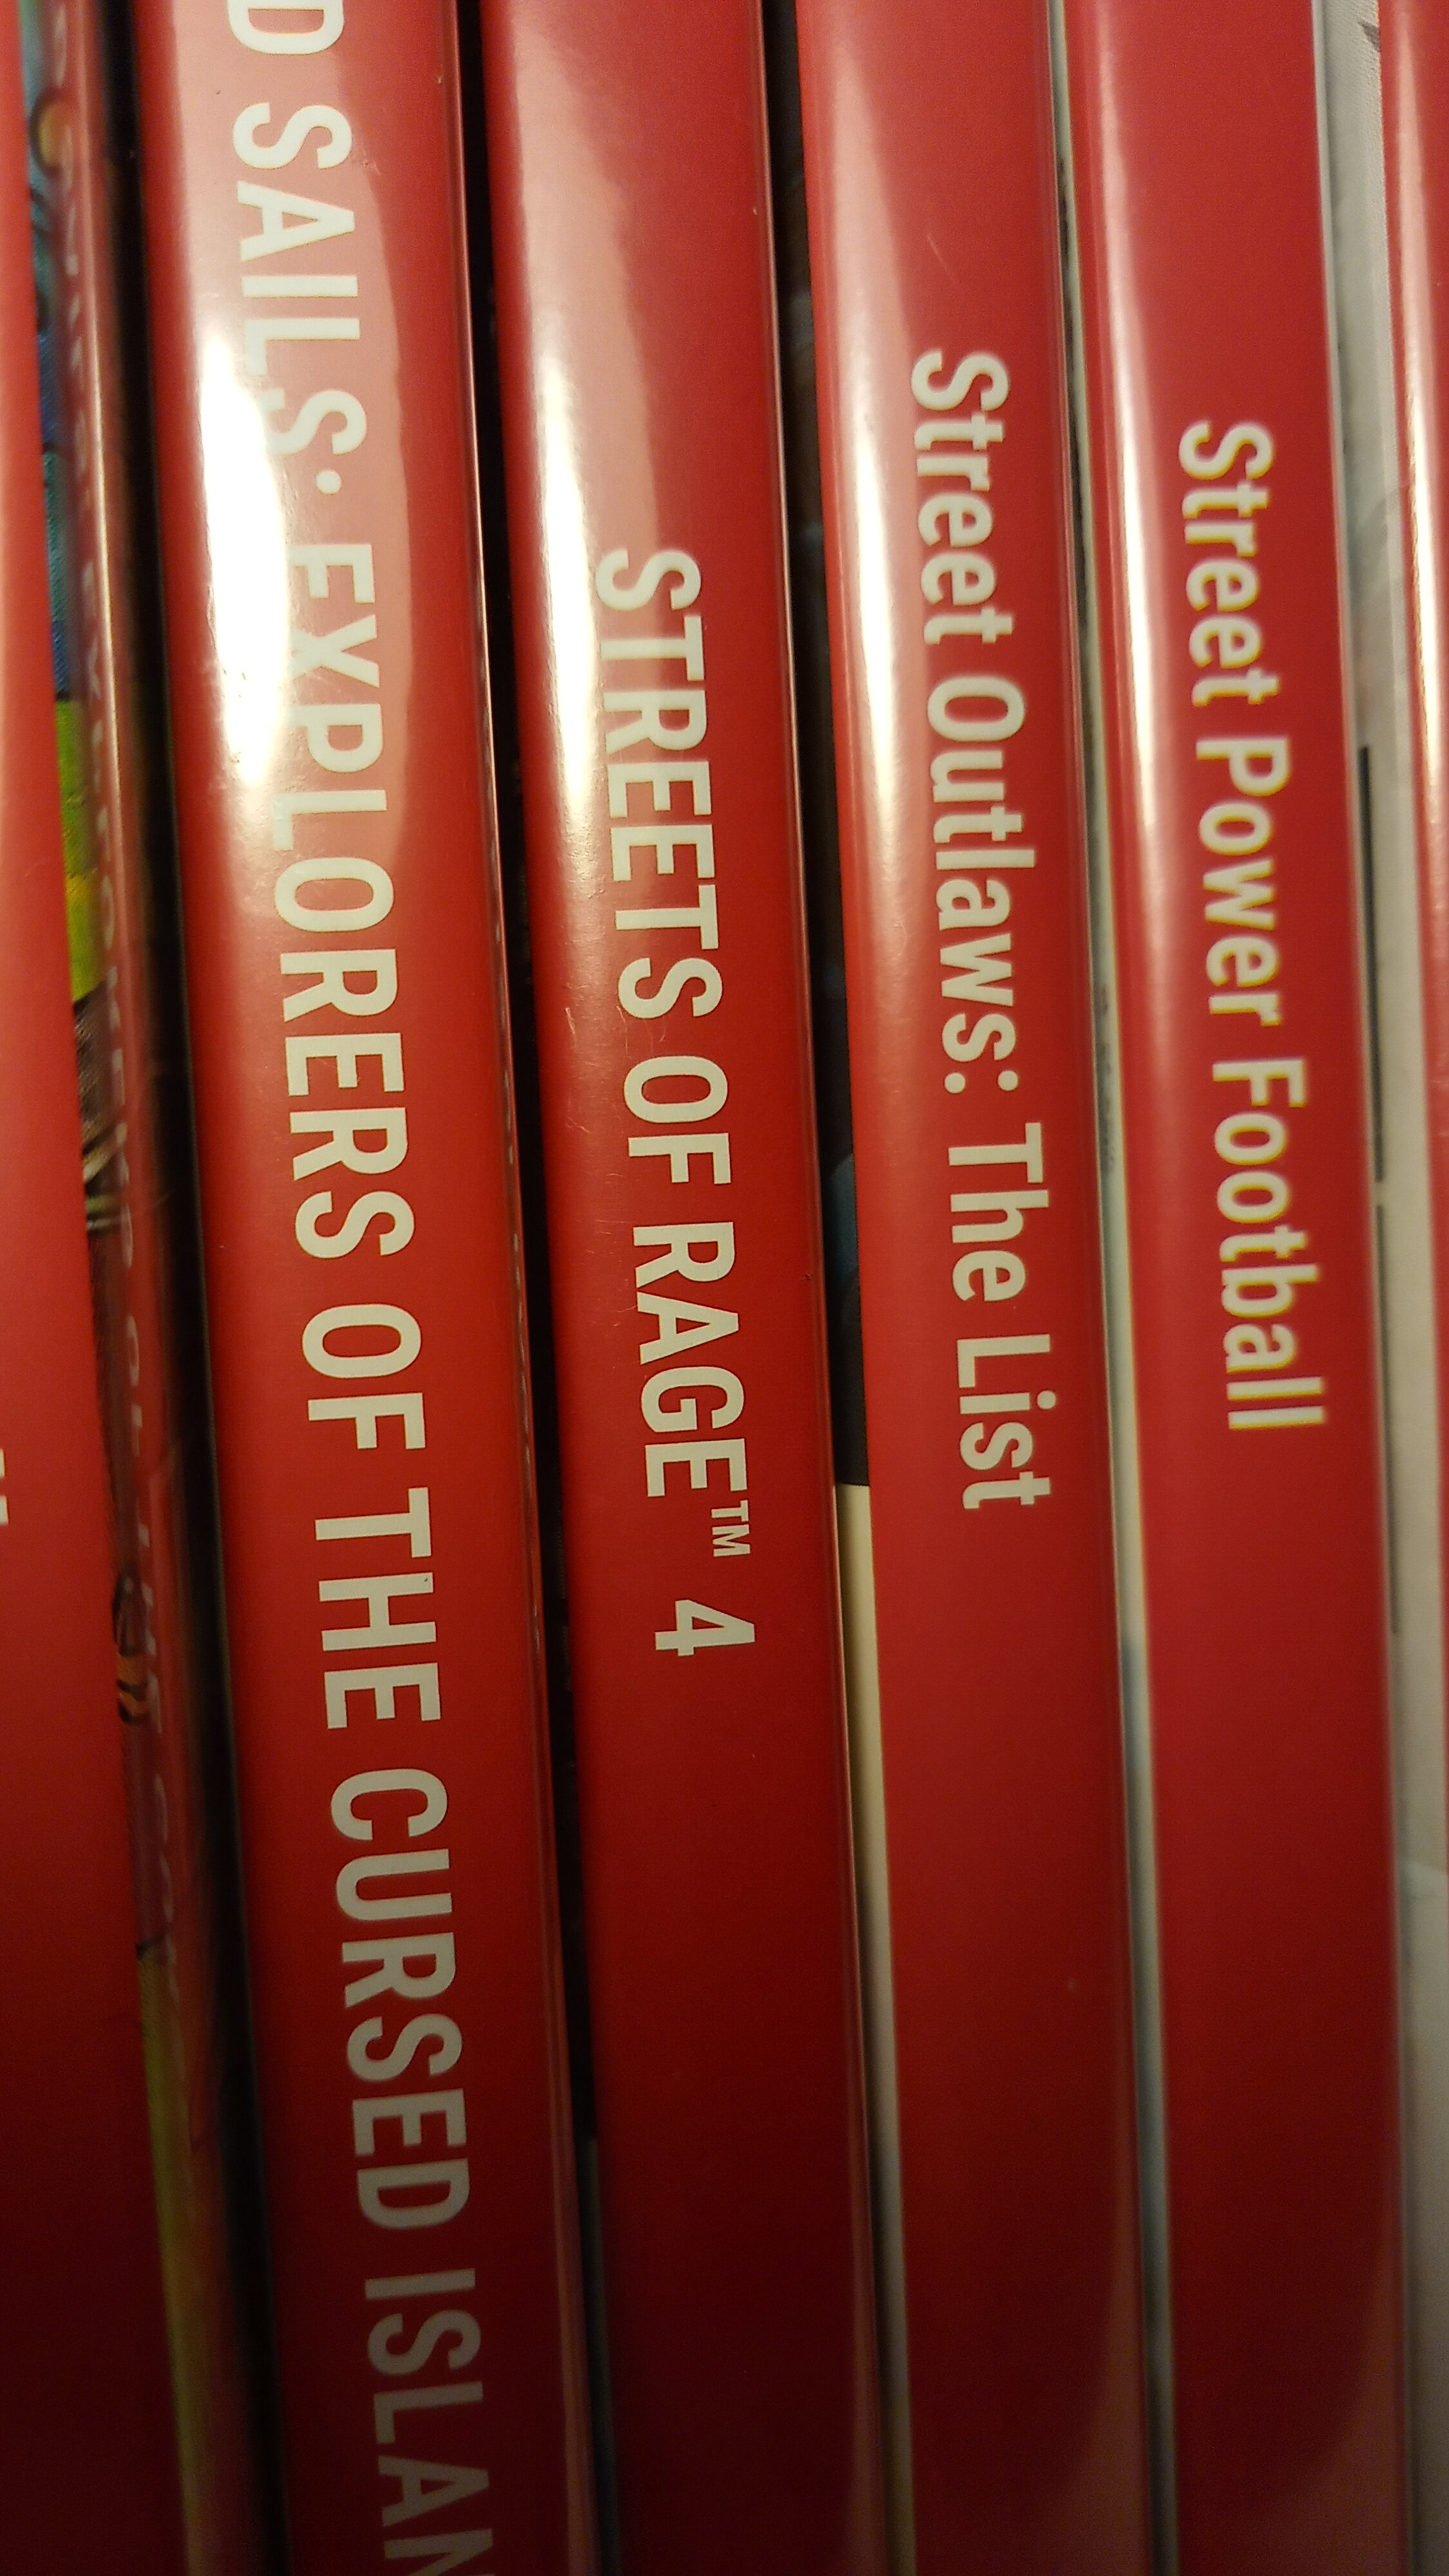 D SAILS: EXPLORERS OF THE CURSED ISLAN
STREETS OF RAGE™ 4
Street Outlaws: The List
Street Power Football